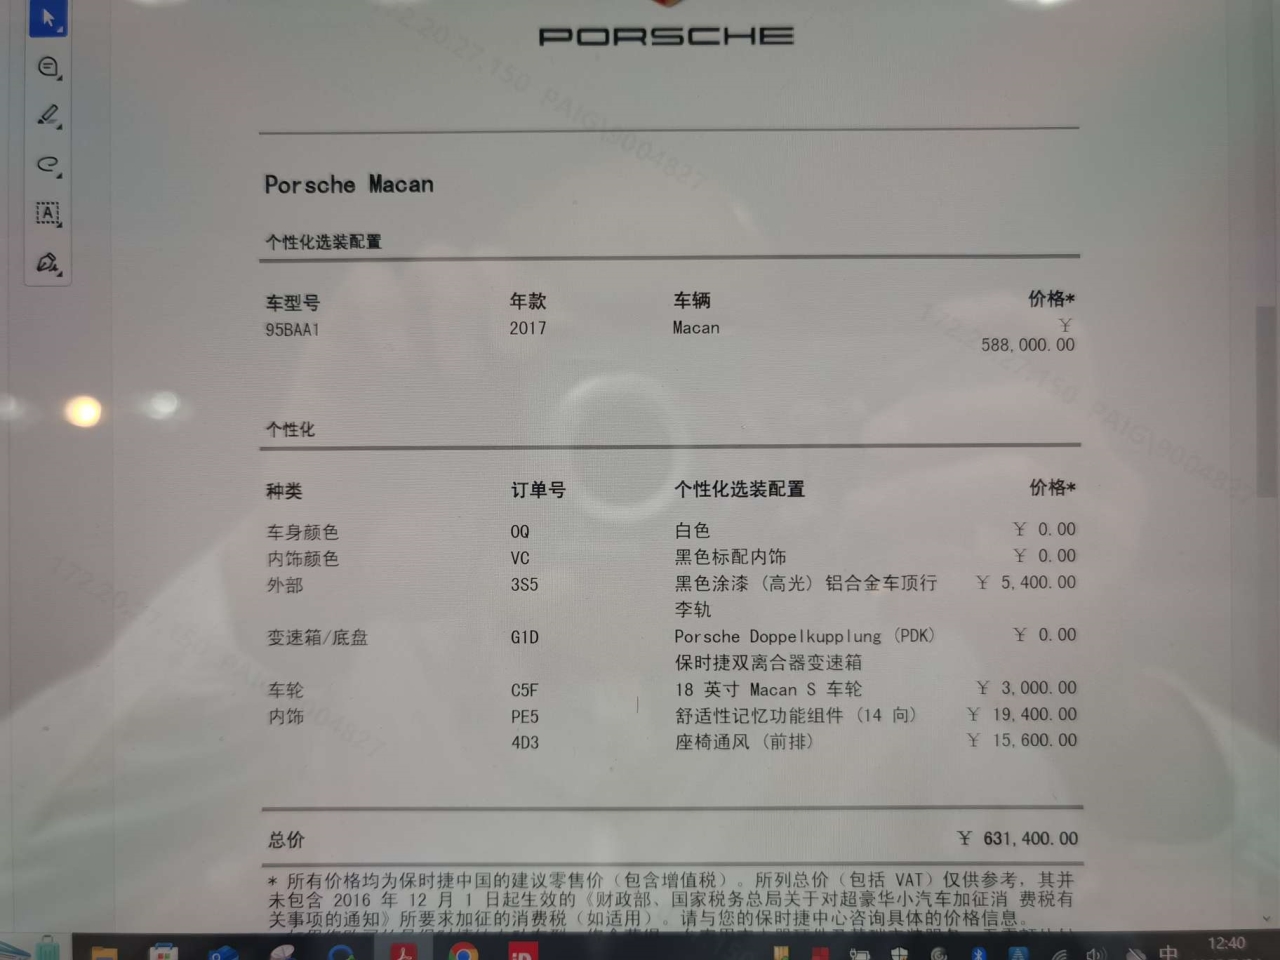 PORSCHE
Porsche Macan
个性化选装配置
车型号 年款 车辆 价格*
95BAA1 2017 Macan ¥
588,000.00
个性化
种类 订单号 个性化选装配置 价格*
车身颜色 0Q 白色 ¥ 0.00
内饰颜色 VC 黑色标配内饰 ¥ 0.00
外部 3S5 黑色涂漆 (高光) 铝合金车顶行 ¥ 5,400.00
李轨
变速箱/底盘 G1D Porsche Doppelkupplung (PDK) ¥ 0.00
保时捷双离合器变速箱
车轮 C5F 18 英寸 Macan S 车轮 ¥ 3,000.00
内饰 PE5 舒适性记忆功能组件 (14 向) ¥ 19,400.00
4D3 座椅通风 (前排) ¥ 15,600.00
总价 ¥ 631,400.00
* 所有价格均为保时捷中国的建议零售价（包含增值税）。所列总价（包括 VAT）仅供参考，其并
未包含 2016 年 12 月 1 日起生效的《财政部、国家税务总局关于对超豪华小汽车加征消 费税有
关事项的通知》所要求加征的消费税（如适用）。请与您的保时捷中心咨询具体的价格信息。
中 12:40
172.20.27.150 PAIG\9004827